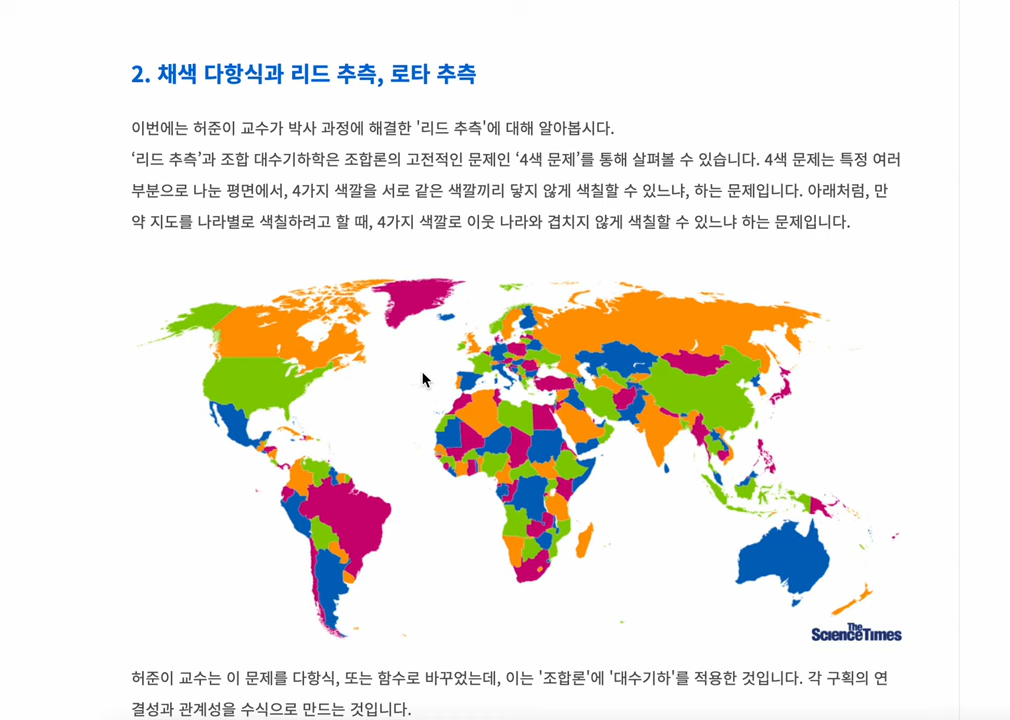 2. 채색 다항식과 리드 추측, 로타 추측
이번에는 허준이 교수가 박사 과정에 해결한 '리드 추측'에 대해 알아봅시다.
‘리드 추측’과 조합 대수기하학은 조합론의 고전적인 문제인 ‘4색 문제’를 통해 살펴볼 수 있습니다. 4색 문제는 특정 여러
부분으로 나눈 평면에서, 4가지 색깔을 서로 같은 색깔끼리 닿지 않게 색칠할 수 있느냐, 하는 문제입니다. 아래처럼, 만
약 지도를 나라별로 색칠하려고 할 때, 4가지 색깔로 이웃 나라와 겹치지 않게 색칠할 수 있느냐 하는 문제입니다.
The
ScienceTimes
허준이 교수는 이 문제를 다항식, 또는 함수로 바꾸었는데, 이는 '조합론'에 '대수기하'를 적용한 것입니다. 각 구획의 연
결성과 관계성을 수식으로 만드는 것입니다.